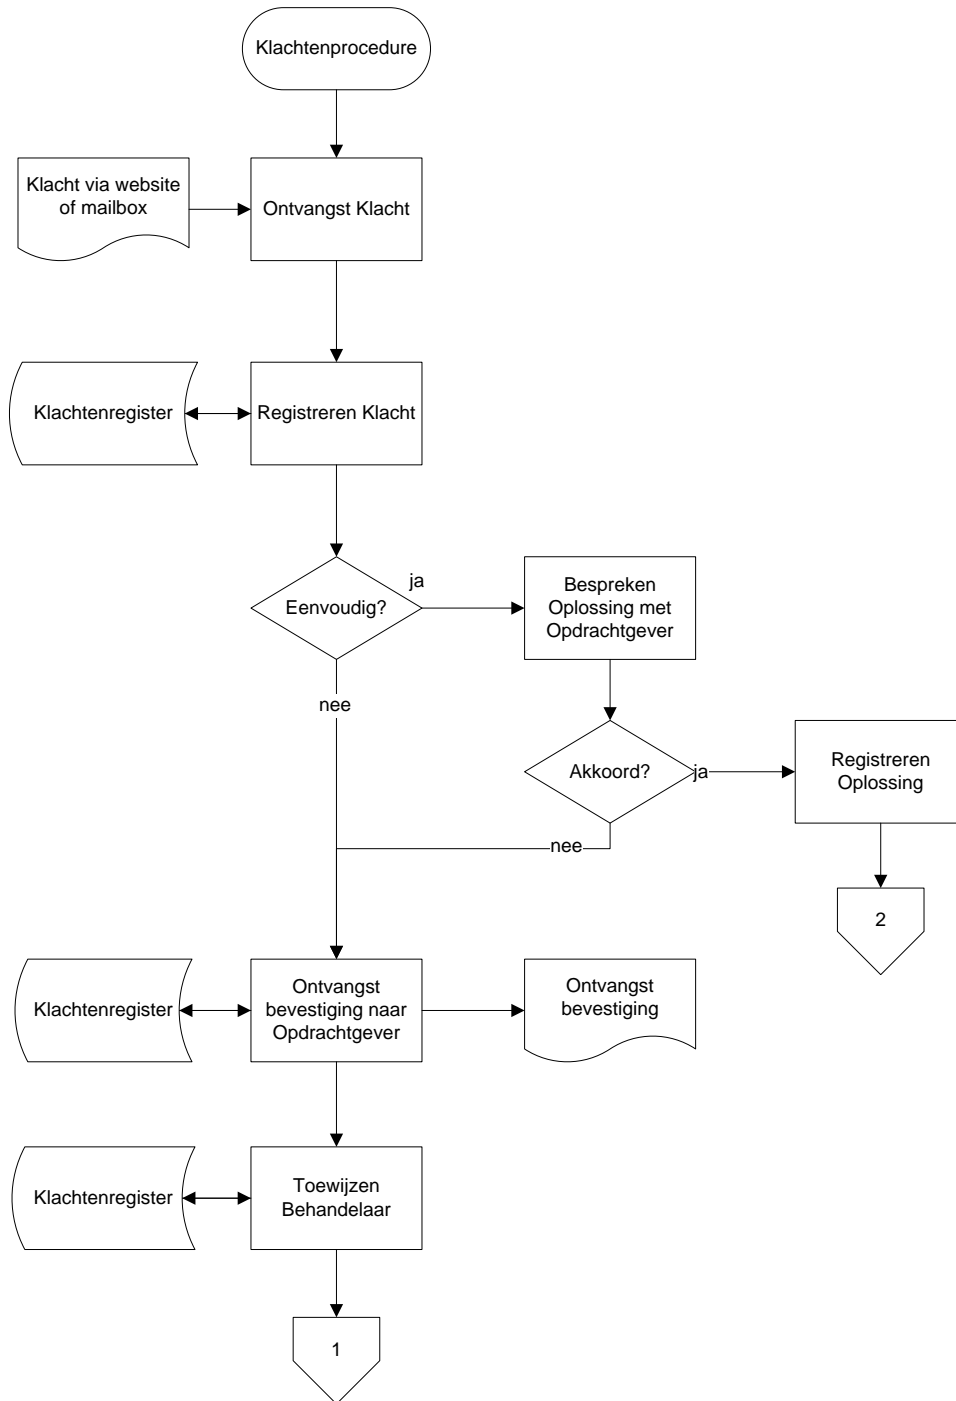 Klachtenprocedure
Klacht via website
of mailbox
Ontvangst Klacht
Klachtenregister
Registreren Klacht
Eenvoudig?
ja
Bespreken
Oplossing met
Opdrachtgever
nee
Akkoord?
ja
Registreren
Oplossing
nee
2
Klachtenregister
Ontvangst
bevestiging naar
Opdrachtgever
Ontvangst
bevestiging
Klachtenregister
Toewijzen
Behandelaar
1